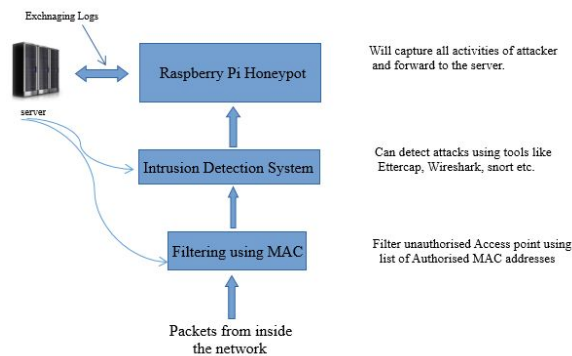 Exchnaging Logs
server
Raspberry Pi Honeypot
Will capture all activities of attacker
and forward to the server.
Intrusion Detection System
Can detect attacks using tools like
Ettercap, Wireshark, snort etc.
Filtering using MAC
Filter unauthorised Access point using
list of Authorised MAC addresses
Packets from inside
the network